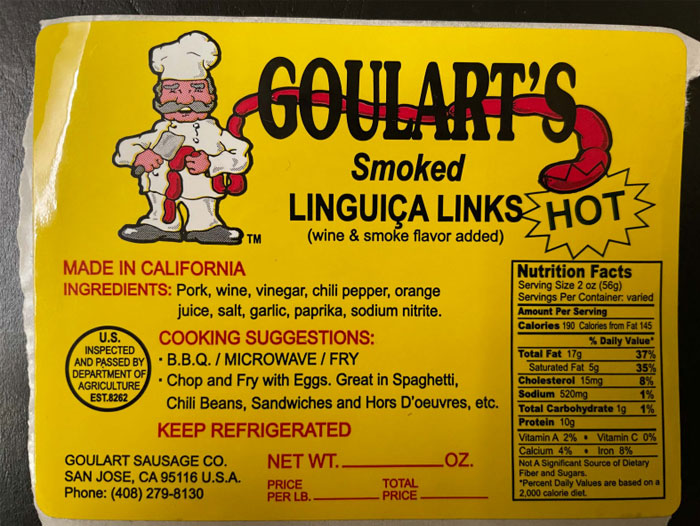 GOULART'S
Smoked
LINGUIÇA LINKS
HOT
(wine & smoke flavor added)
TM
MADE IN CALIFORNIA
INGREDIENTS: Pork, wine, vinegar, chili pepper, orange
juice, salt, garlic, paprika, sodium nitrite.
U.S.
INSPECTED
AND PASSED BY
DEPARTMENT OF
AGRICULTURE
EST.8262
COOKING SUGGESTIONS:
· B.B.Q. / MICROWAVE / FRY
· Chop and Fry with Eggs. Great in Spaghetti,
Chili Beans, Sandwiches and Hors D'oeuvres, etc.
KEEP REFRIGERATED
GOULART SAUSAGE CO.
SAN JOSE, CA 95116 U.S.A.
Phone: (408) 279-8130
NET WT.____________OZ.
PRICE
PER LB.____________
TOTAL
PRICE____________
Nutrition Facts
Serving Size 2 oz (56g)
Servings Per Container: varied
Amount Per Serving
Calories 190 Calories from Fat 145
% Daily Value*
Total Fat 17g 37%
Saturated Fat 5g 35%
Cholesterol 15mg 8%
Sodium 520mg 1%
Total Carbohydrate 1g 1%
Protein 10g
Vitamin A 2% • Vitamin C 0%
Calcium 4% • Iron 8%
Not A Significant Source of Dietary
Fiber and Sugars.
*Percent Daily Values are based on a
2,000 calorie diet.